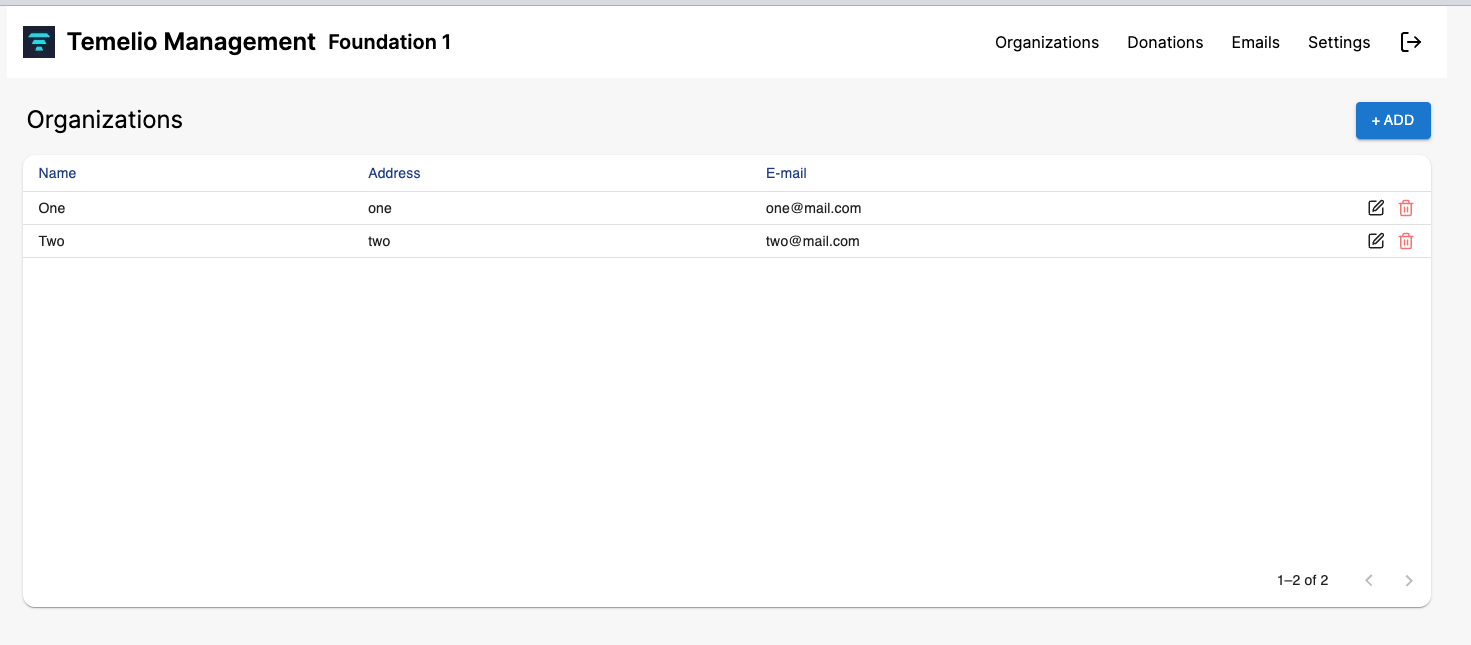 Temelio Management Foundation 1 Organizations Donations Emails Settings
Organizations + ADD
Name Address E-mail
One one one@mail.com
Two two two@mail.com
1–2 of 2